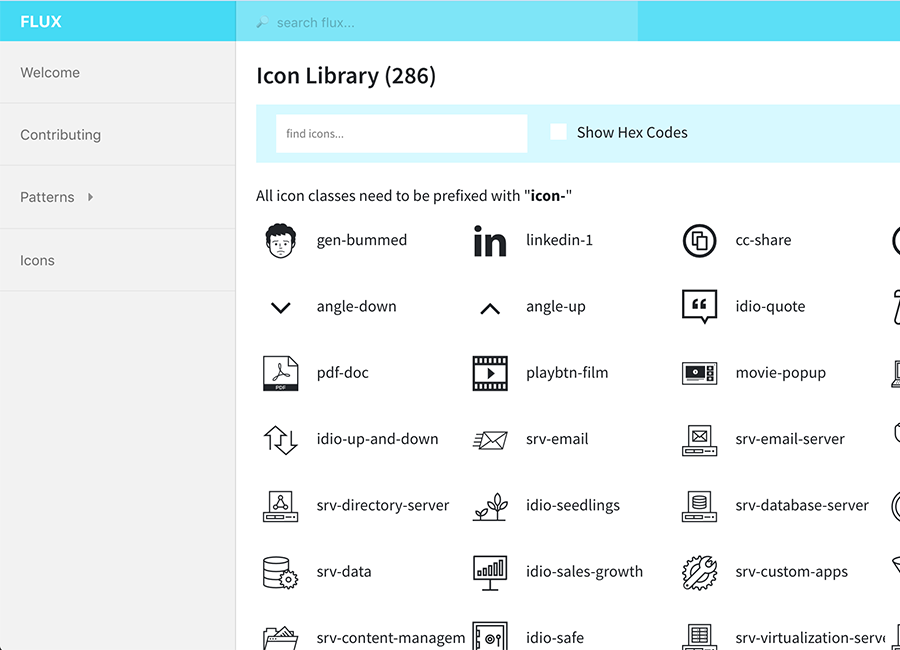 FLUX
search flux...
Welcome
Contributing
Patterns
Icons
Icon Library (286)
find icons...
Show Hex Codes
All icon classes need to be prefixed with "icon-"
gen-bummed
linkedin-1
cc-share
angle-down
angle-up
idio-quote
PDF
pdf-doc
playbtn-film
movie-popup
idio-up-and-down
srv-email
srv-email-server
srv-directory-server
idio-seedlings
srv-database-server
srv-data
idio-sales-growth
srv-custom-apps
srv-content-managem
idio-safe
srv-virtualization-serve